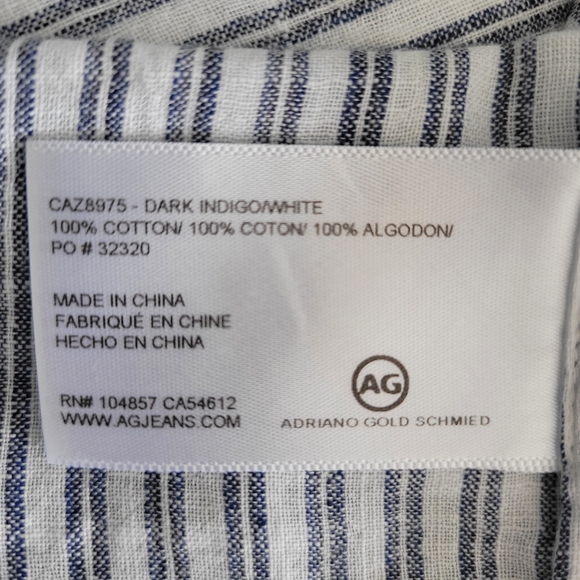 CAZ8975 - DARK INDIGO/WHITE
100% COTTON/ 100% COTON/ 100% ALGODON/
PO # 32320
MADE IN CHINA
FABRIQUÉ EN CHINE
HECHO EN CHINA
RN# 104857 CA54612
WWW.AGJEANS.COM
AG
ADRIANO GOLD SCHMIED